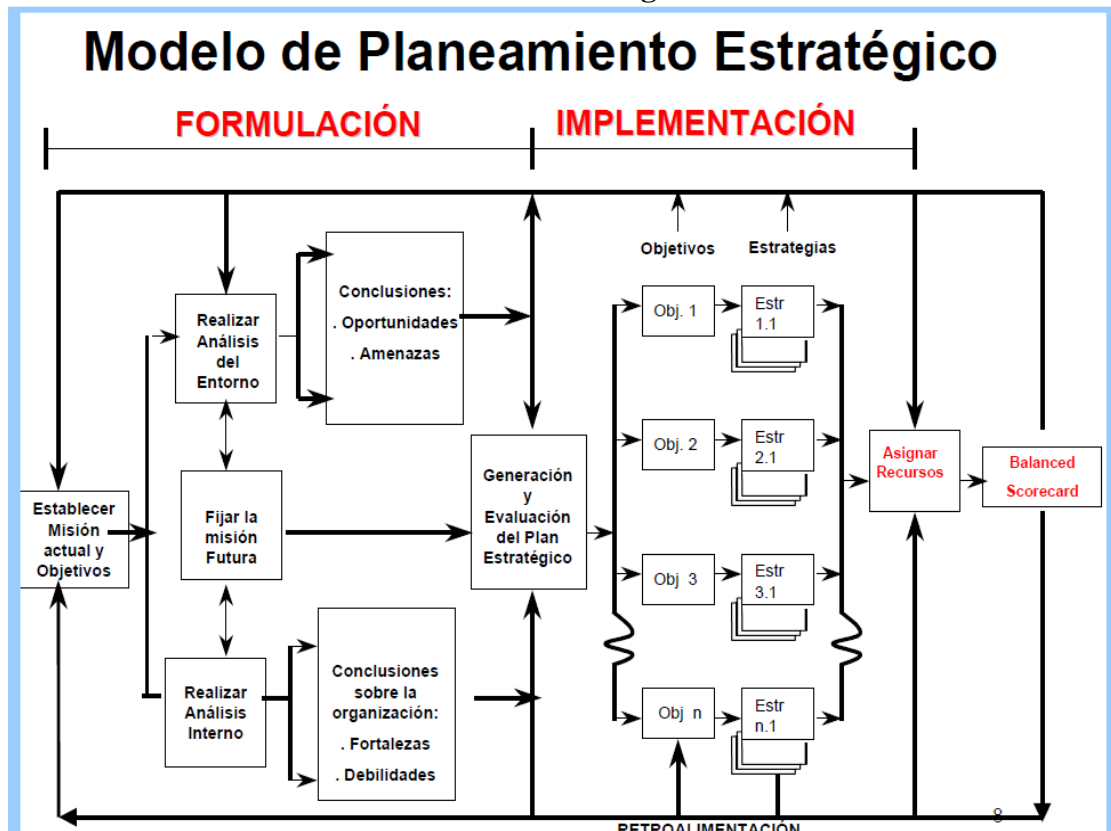 Modelo de Planeamiento Estratégico
FORMULACIÓN
IMPLEMENTACIÓN
Objetivos
Estrategias
Conclusiones:
. Oportunidades
. Amenazas
Realizar
Análisis
del
Entorno
Obj. 1
Estr
1.1
Establecer
Misión
actual y
Objetivos
Fijar la
misión
Futura
Generación
y
Evaluación
del Plan
Estratégico
Obj. 2
Estr
2.1
Asignar
Recursos
Balanced
Scorecard
Obj 3
Estr
3.1
Realizar
Análisis
Interno
Conclusiones
sobre la
organización:
. Fortalezas
. Debilidades
Obj n
Estr
n.1
8
RETROALIMENTACIÓN